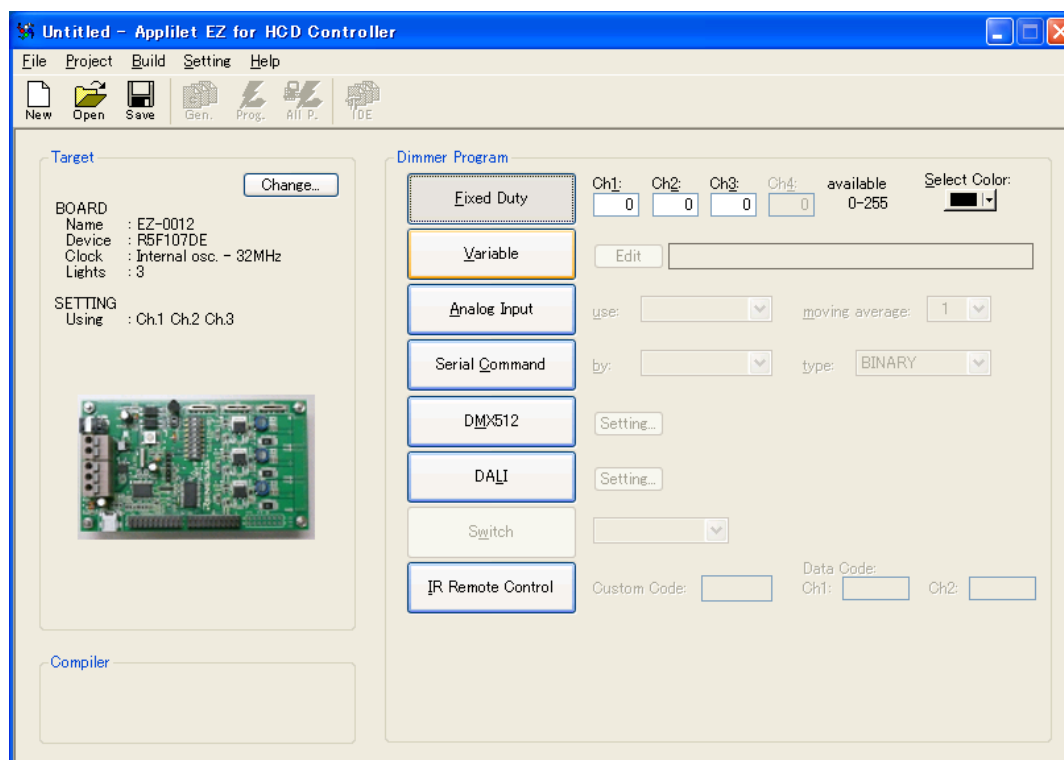 Untitled - Applilet EZ for HCD Controller
File Project Build Setting Help
New Open Save Gen. Prog. All P. IDE
Target
Change...
BOARD
Name : EZ-0012
Device : R5F107DE
Clock : Internal osc. - 32MHz
Lights : 3
SETTING
Using : Ch.1 Ch.2 Ch.3
Compiler
Dimmer Program
Fixed Duty
Ch1: Ch2: Ch3: Ch4: available Select Color:
0 0 0 0 0-255
Variable Edit
Analog Input use: moving average: 1
Serial Command by: type: BINARY
DMX512 Setting...
DALI Setting...
Switch
Data Code:
IR Remote Control Custom Code: Ch1: Ch2: